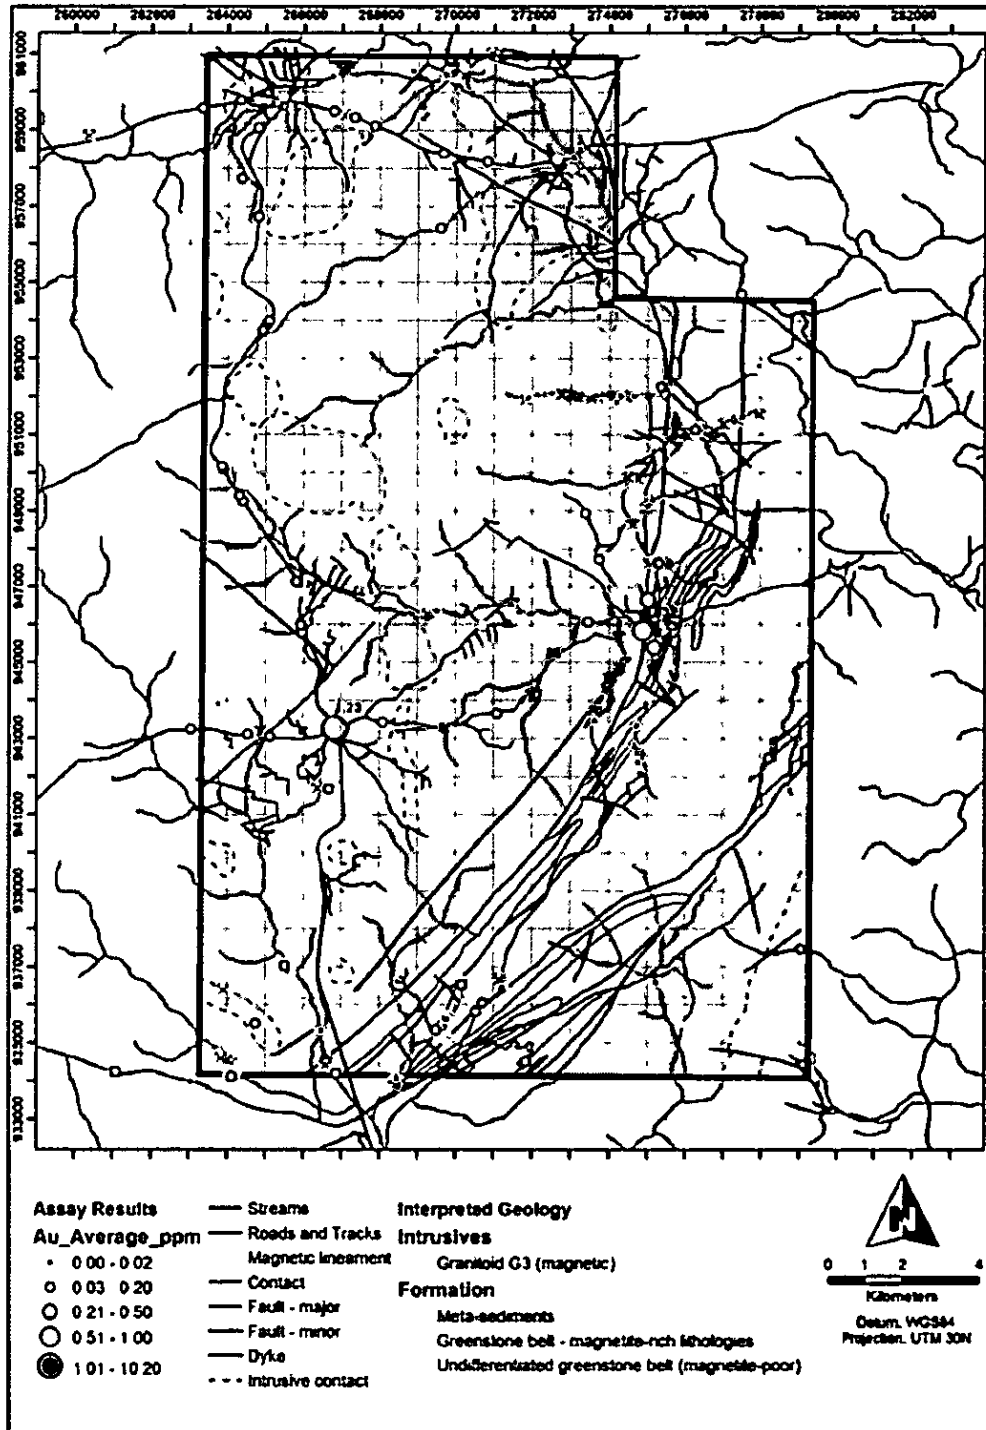 260000 262000 264000 266000 268000 270000 272000 274000 276000 278000 280000 282000
961000
959000
957000
955000
953000
951000
949000
947000
945000
943000
941000
939000
937000
935000
933000
.23
Assay Results
Au_Average_ppm
0.00 - 0.02
0.03 0.20
0.21 - 0.50
0.51 - 1.00
1.01 - 10.20
Streams
Roads and Tracks
Magnetic lineament
Contact
Fault - major
Fault - minor
Dyke
Intrusive contact
Interpreted Geology
Intrusives
Granitoid G3 (magnetic)
Formation
Meta-sediments
Greenstone belt - magnetite-rich lithologies
Undifferentiated greenstone belt (magnetite-poor)
N
0 1 2 4
Kilometers
Datum. WGS84
Projection. UTM 30N